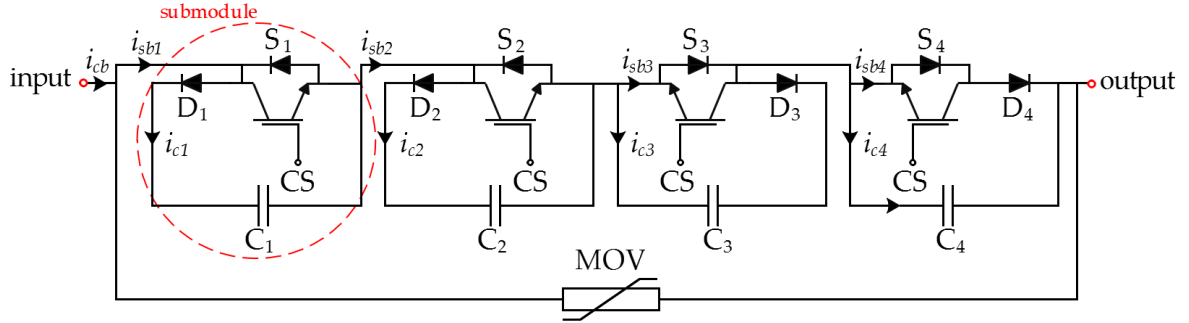 submodule
input
i_cb
i_sb1
S_1
D_1
i_c1
CS
C_1
i_sb2
S_2
D_2
i_c2
CS
C_2
i_sb3
S_3
D_3
i_c3
CS
C_3
i_sb4
S_4
D_4
i_c4
CS
C_4
output
MOV